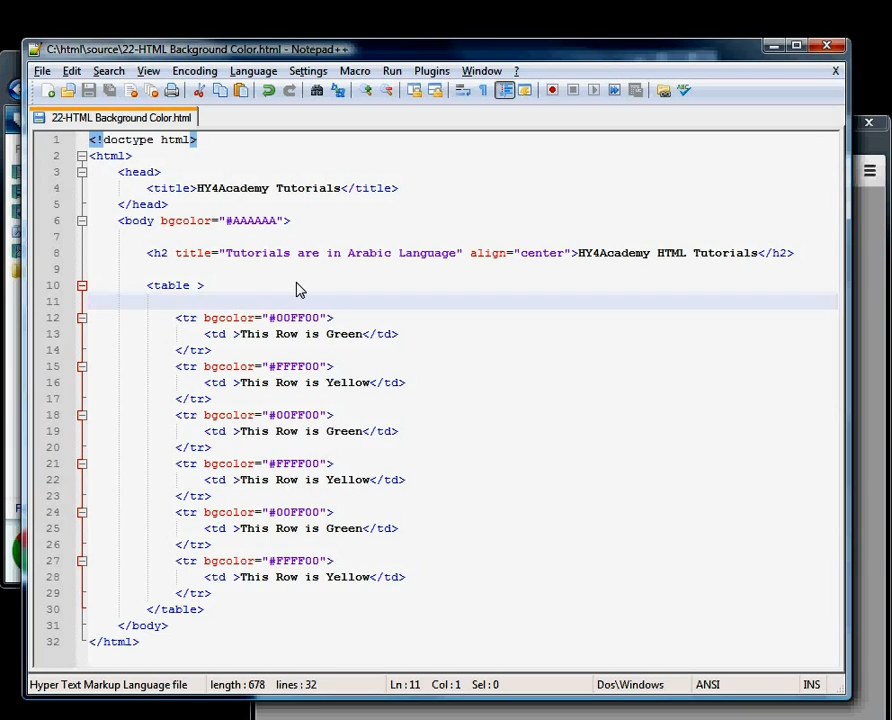 C:\html\source\22-HTML Background Color.html - Notepad++
File Edit Search View Encoding Language Settings Macro Run Plugins Window ? X
22-HTML Background Color.html
1 <!doctype html>
2 <html>
3 <head>
4 <title>HY4Academy Tutorials</title>
5 </head>
6 <body bgcolor="#AAAAAA">
7
8 <h2 title="Tutorials are in Arabic Language" align="center">HY4Academy HTML Tutorials</h2>
9
10 <table >
11
12 <tr bgcolor="#00FF00">
13 <td >This Row is Green</td>
14 </tr>
15 <tr bgcolor="#FFFF00">
16 <td >This Row is Yellow</td>
17 </tr>
18 <tr bgcolor="#00FF00">
19 <td >This Row is Green</td>
20 </tr>
21 <tr bgcolor="#FFFF00">
22 <td >This Row is Yellow</td>
23 </tr>
24 <tr bgcolor="#00FF00">
25 <td >This Row is Green</td>
26 </tr>
27 <tr bgcolor="#FFFF00">
28 <td >This Row is Yellow</td>
29 </tr>
30 </table>
31 </body>
32 </html>
Hyper Text Markup Language file length : 678 lines : 32 Ln : 11 Col : 1 Sel : 0 Dos\Windows ANSI INS